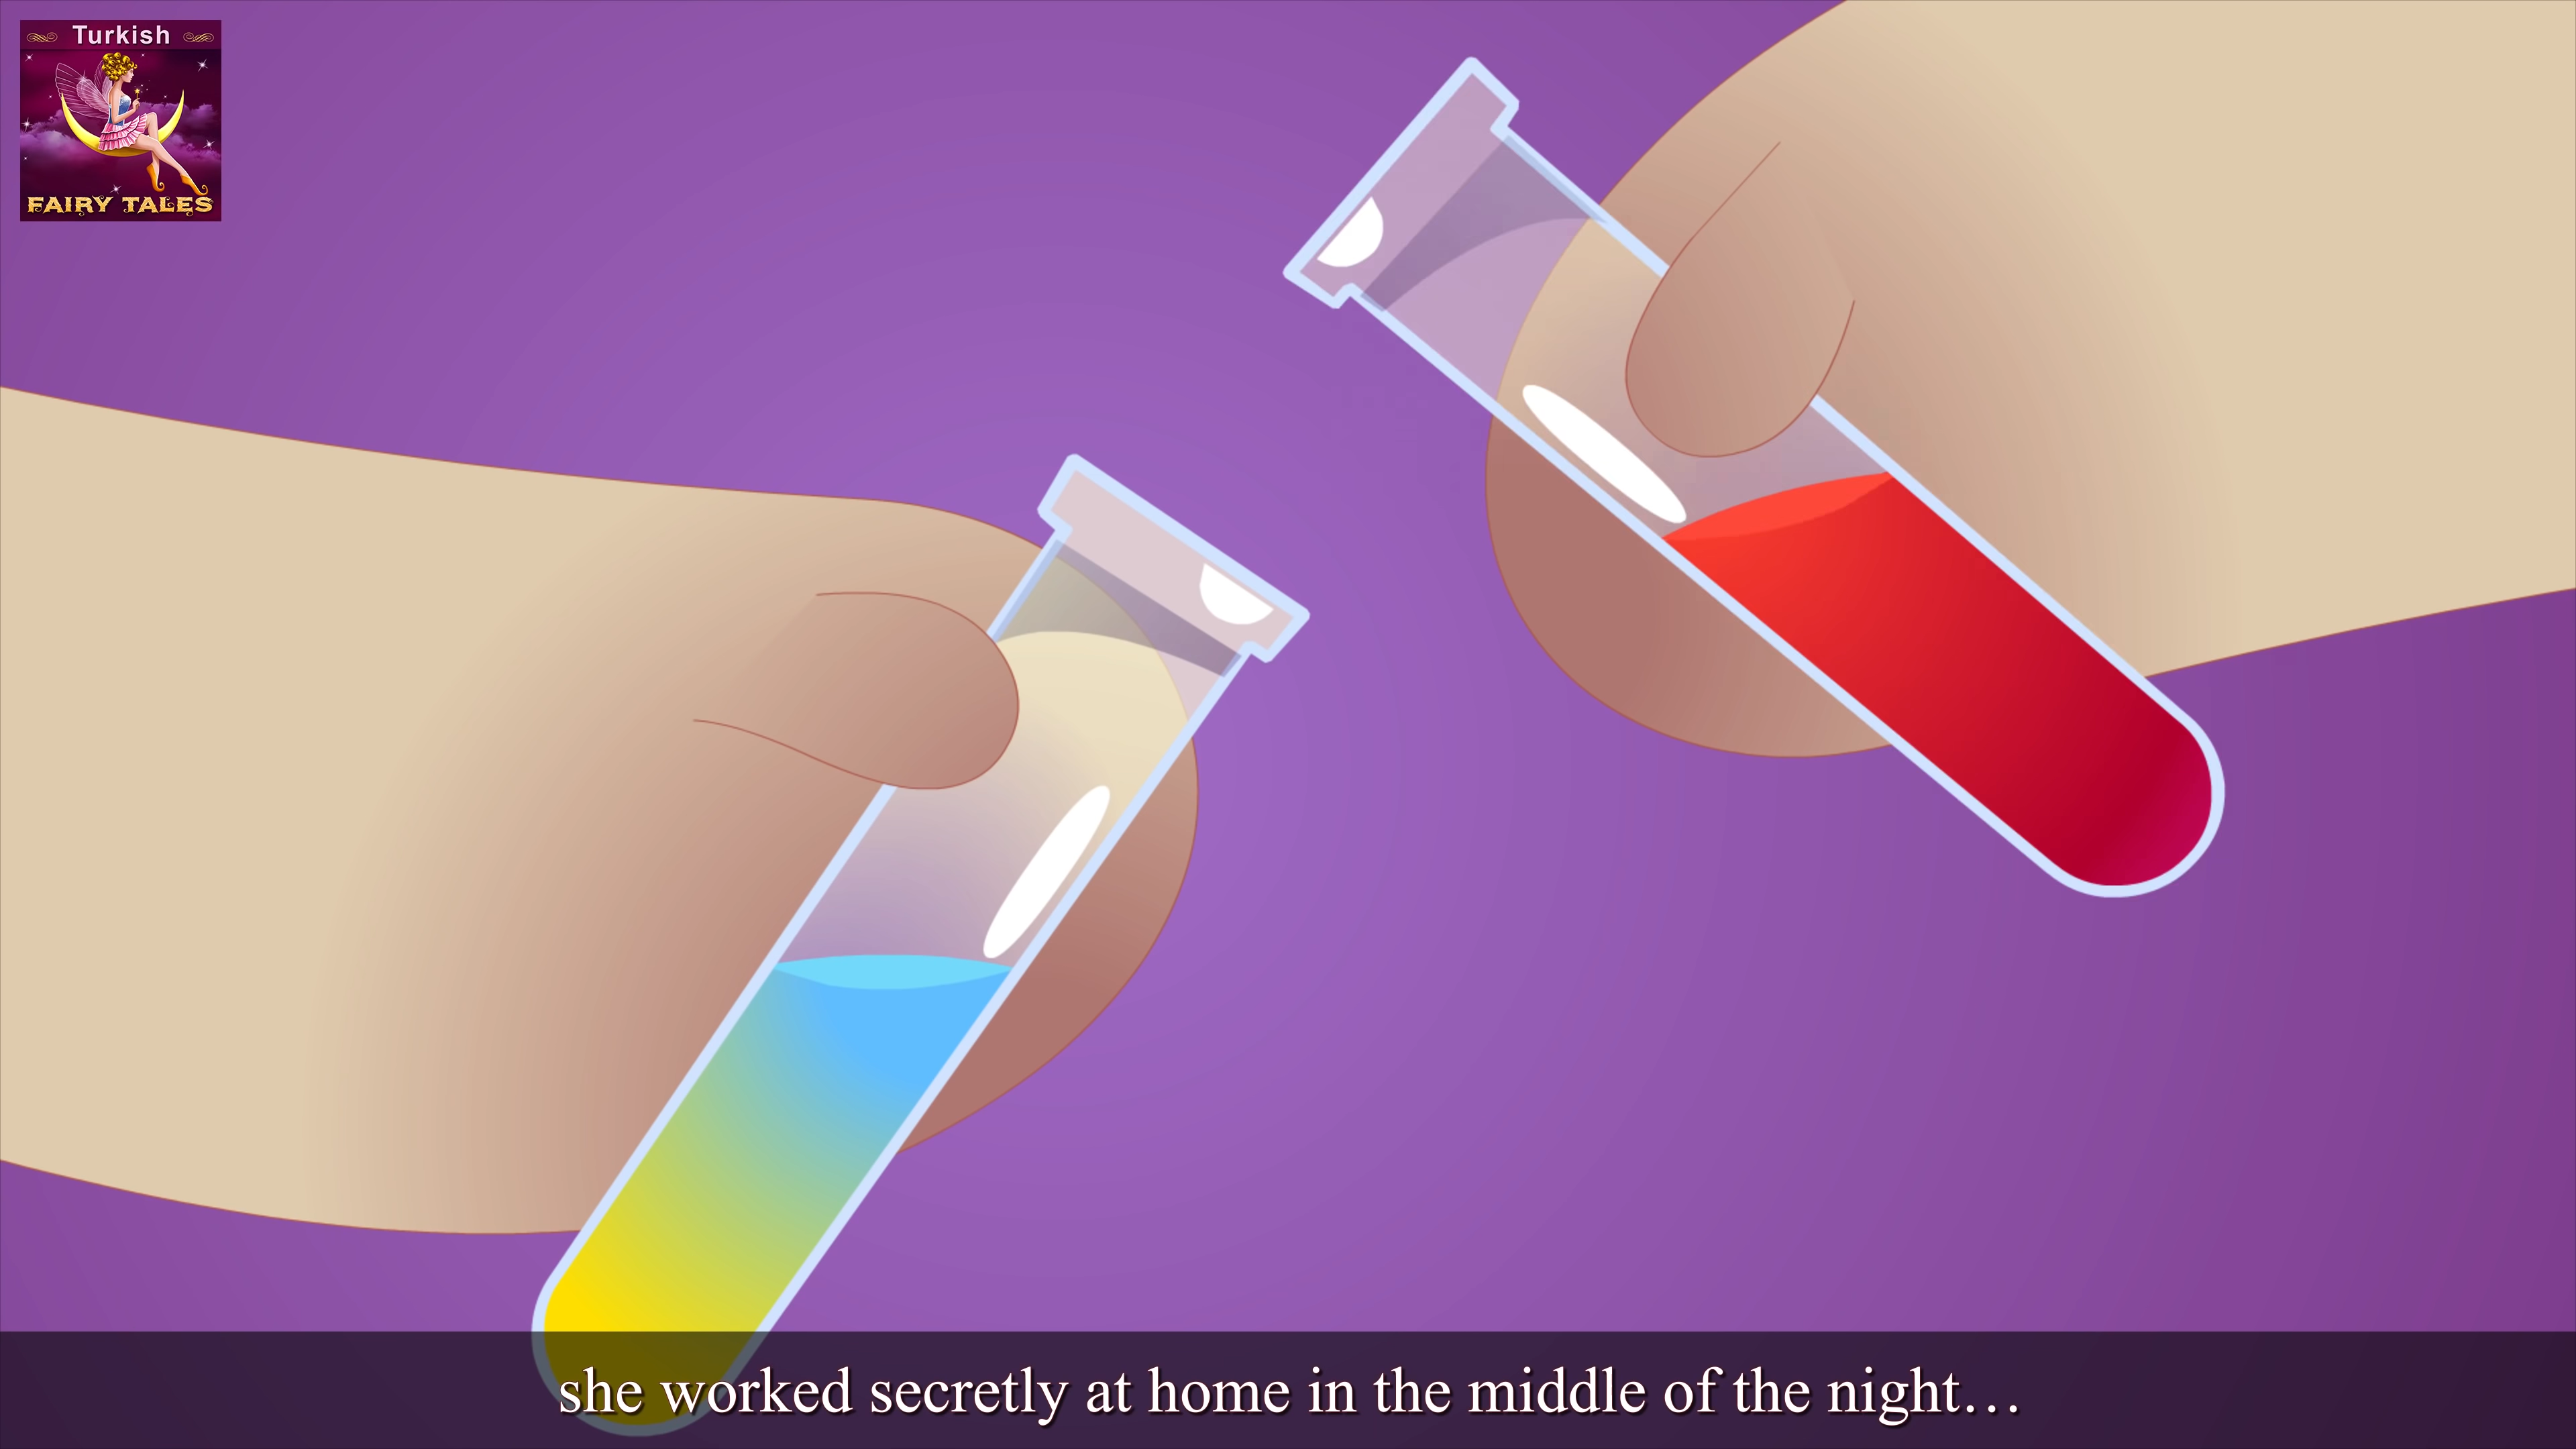 Turkish
FAIRY TALES
she worked secretly at home in the middle of the night…